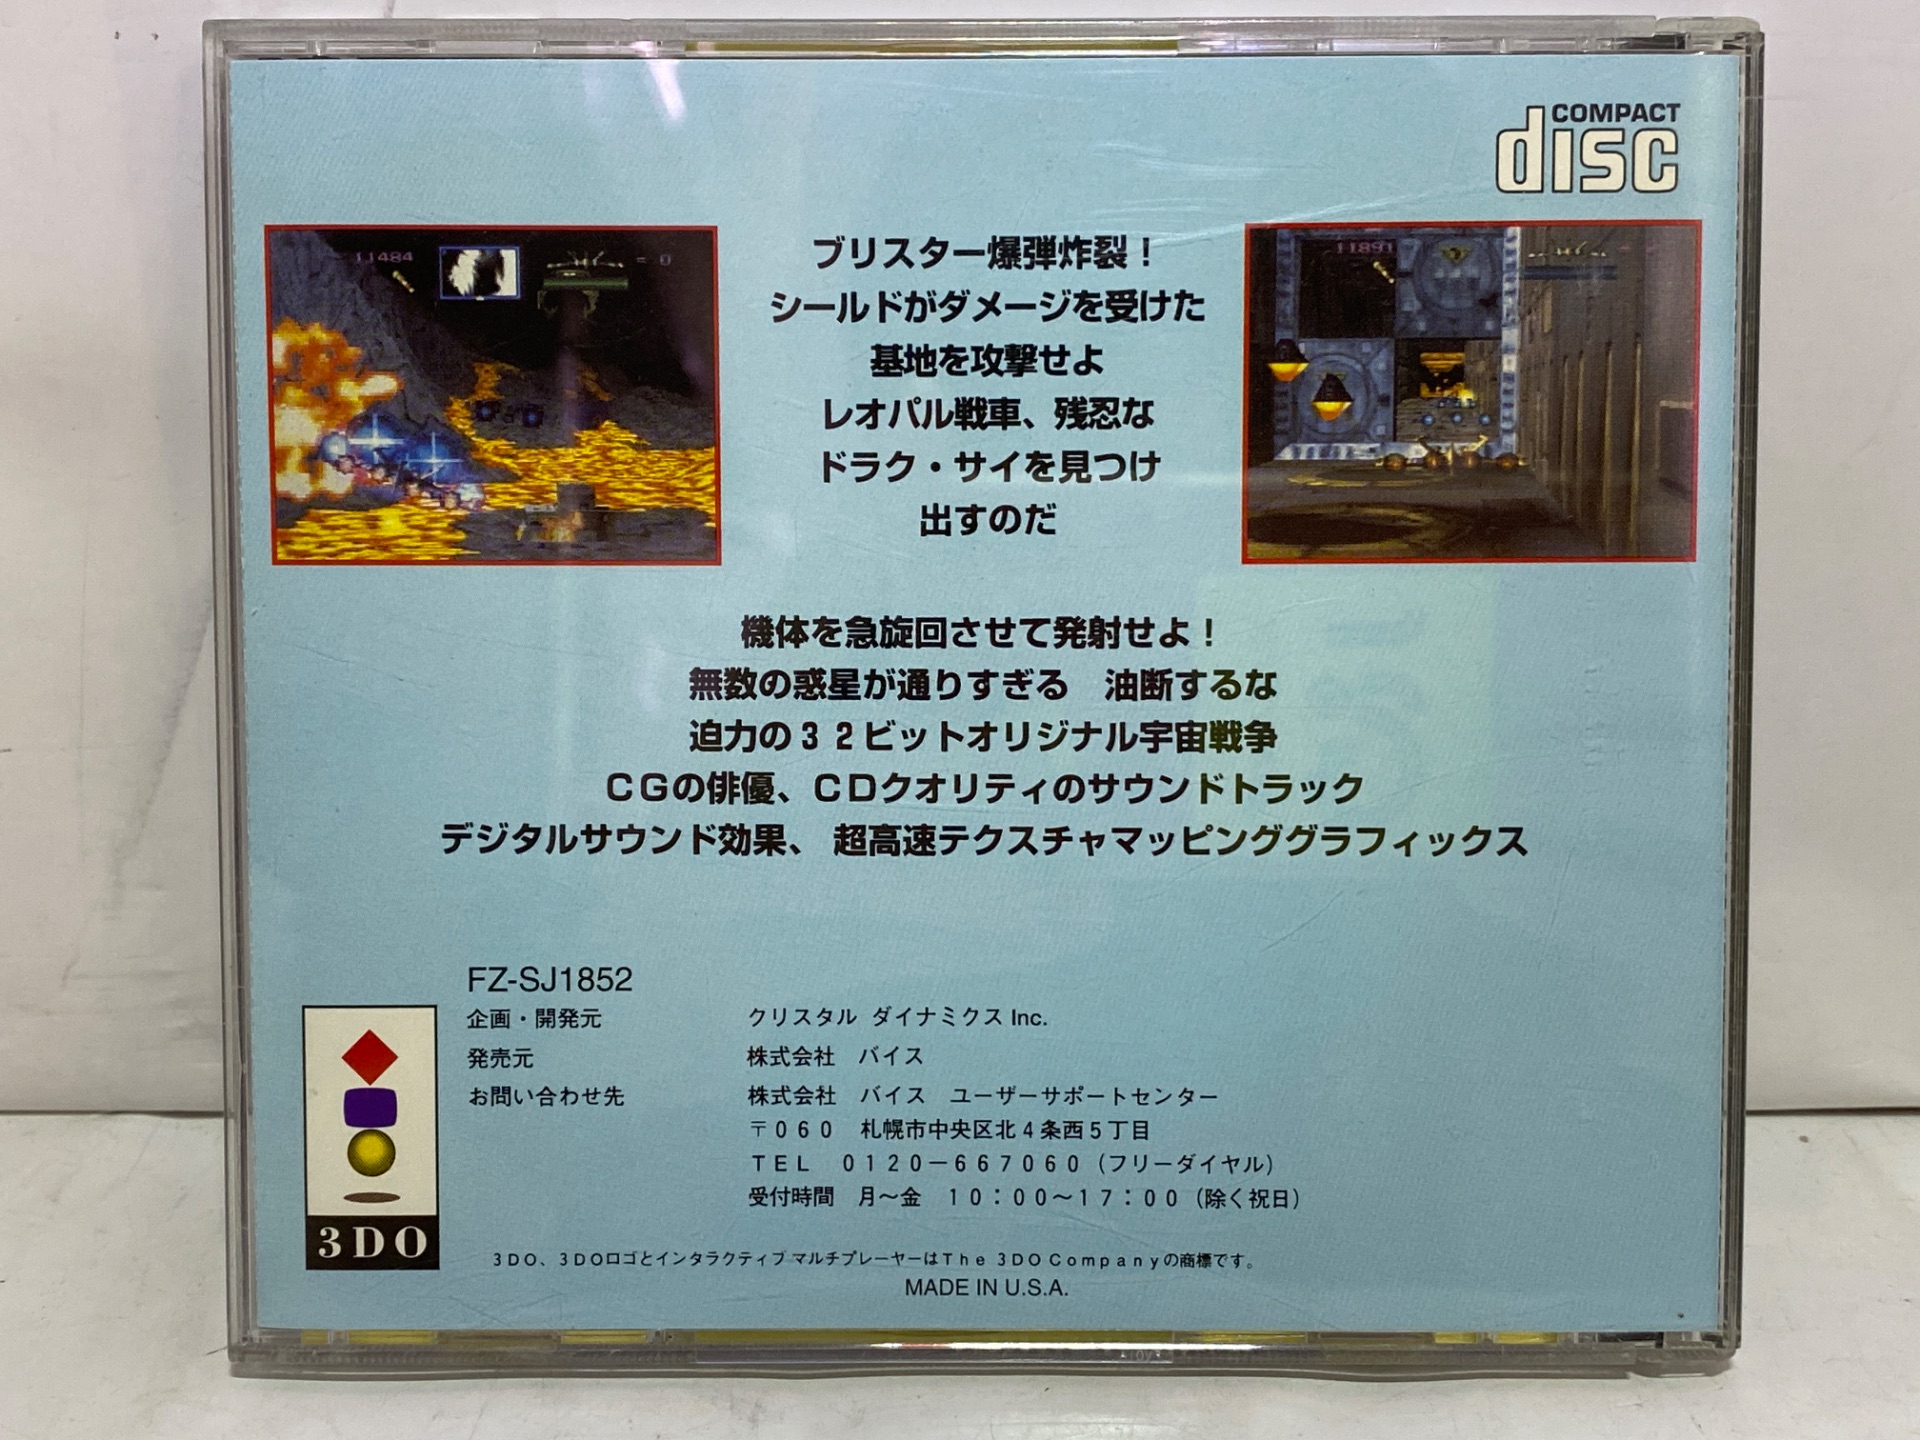 COMPACT
disc
11484
= 0
11891
ブリスター爆弾炸裂！
シールドがダメージを受けた
基地を攻撃せよ
レオパル戦車、残忍な
ドラク・サイを見つけ
出すのだ
機体を急旋回させて発射せよ！
無数の惑星が通りすぎる　油断するな
迫力の３２ビットオリジナル宇宙戦争
ＣＧの俳優、ＣＤクオリティのサウンドトラック
デジタルサウンド効果、超高速テクスチャマッピンググラフィックス
FZ-SJ1852
企画・開発元　クリスタル ダイナミクス Inc.
発売元　株式会社　バイス
お問い合わせ先　株式会社　バイス　ユーザーサポートセンター
〒０６０　札幌市中央区北４条西５丁目
ＴＥＬ　０１２０－６６７０６０（フリーダイヤル）
受付時間　月〜金　１０：００〜１７：００（除く祝日）
3DO
３ＤＯ、３ＤＯロゴとインタラクティブ マルチプレーヤーはＴｈｅ ３ＤＯ Ｃｏｍｐａｎｙの商標です。
MADE IN U.S.A.